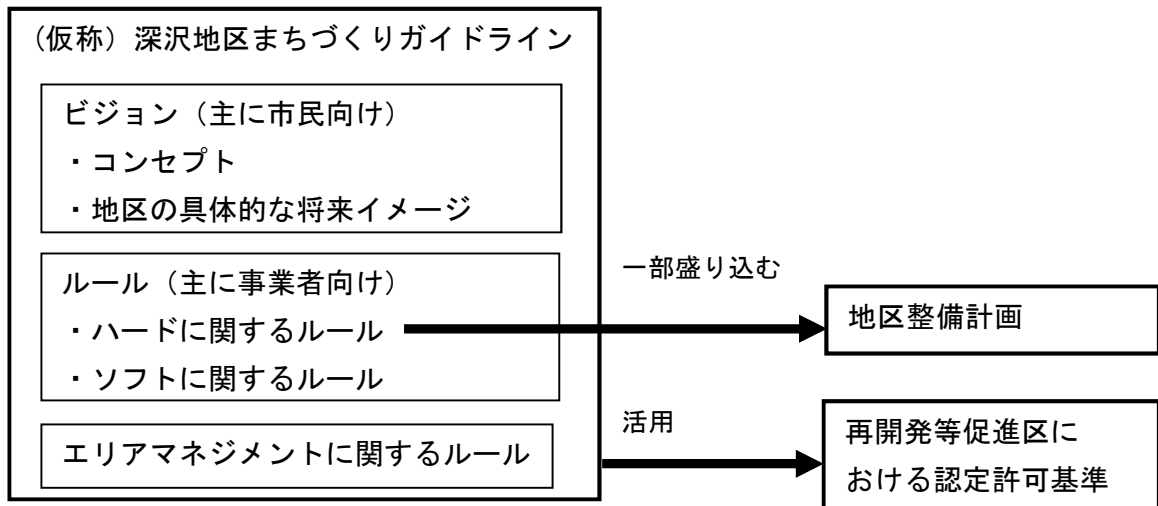 （仮称）深沢地区まちづくりガイドライン
ビジョン（主に市民向け）
・コンセプト
・地区の具体的な将来イメージ
ルール（主に事業者向け）
・ハードに関するルール
・ソフトに関するルール
エリアマネジメントに関するルール
一部盛り込む
地区整備計画
活用
再開発等促進区に
おける認定許可基準